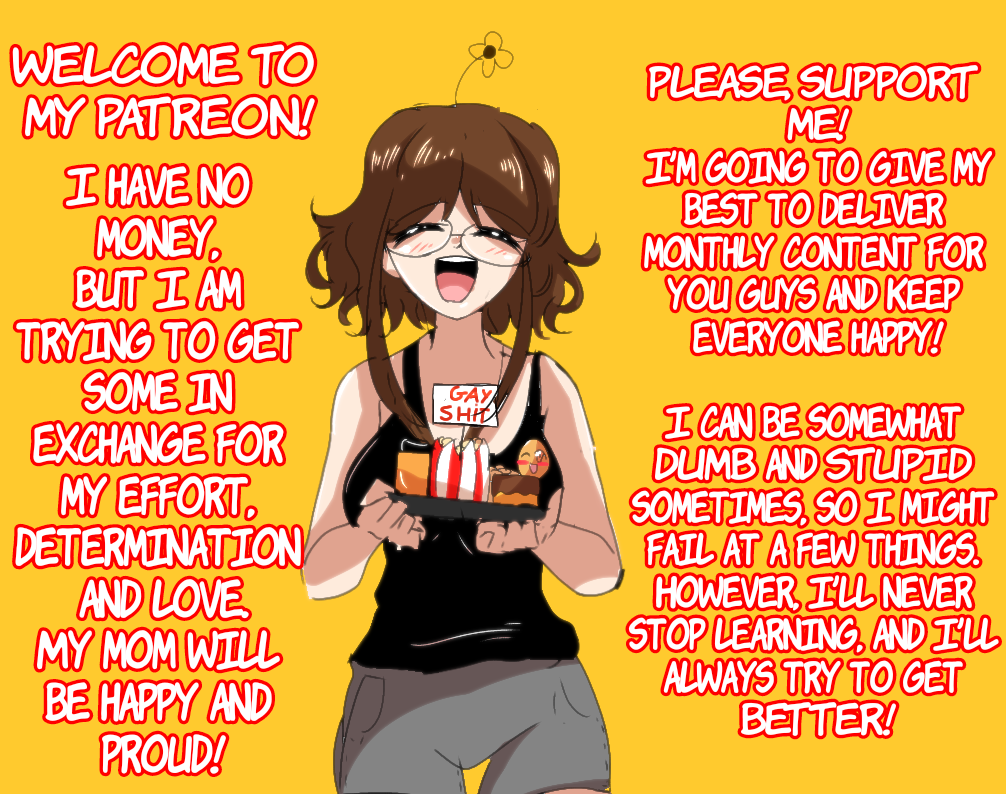 WELCOME TO
MY PATREON!
I HAVE NO
MONEY,
BUT I AM
TRYING TO GET
SOME IN
EXCHANGE FOR
MY EFFORT,
DETERMINATION
AND LOVE.
MY MOM WILL
BE HAPPY AND
PROUD!
GAY
SHIT
PLEASE, SUPPORT
ME!
I'M GOING TO GIVE MY
BEST TO DELIVER
MONTHLY CONTENT FOR
YOU GUYS AND KEEP
EVERYONE HAPPY!
I CAN BE SOMEWHAT
DUMB AND STUPID
SOMETIMES, SO I MIGHT
FAIL AT A FEW THINGS.
HOWEVER, I'LL NEVER
STOP LEARNING, AND I'LL
ALWAYS TRY TO GET
BETTER!